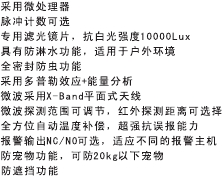 采用微处理器
脉冲计数可选
专用滤光镜片，抗白光强度10000Lux
具有防淋水功能，适用于户外环境
全密封防虫功能
采用多普勒效应+能量分析
微波采用X-Band平面式天线
微波探测范围可调节，红外探测距离可选择
全方位自动温度补偿，超强抗误报能力
报警输出NC/NO可选，适应不同的报警主机
防宠物功能，可防20kg以下宠物
防遮挡功能